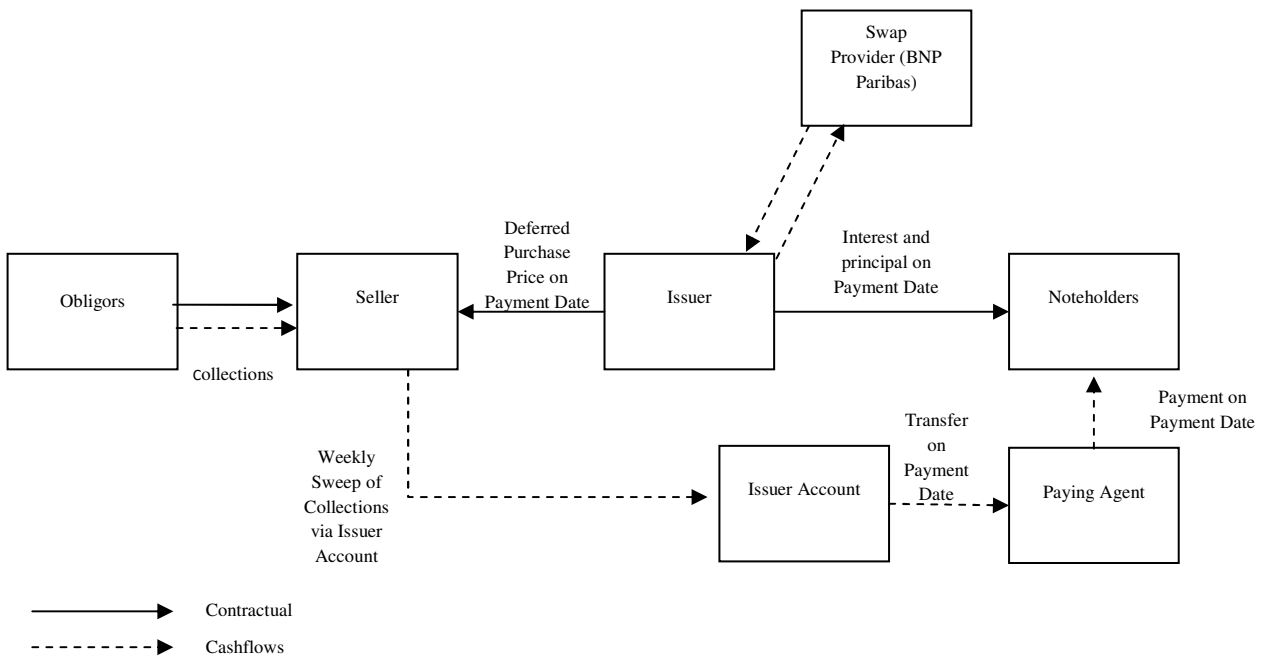 Swap
Provider (BNP
Paribas)
Deferred
Purchase
Price on
Payment Date
Interest and
principal on
Payment Date
Obligors
Seller
Issuer
Noteholders
Collections
Payment on
Payment Date
Transfer
on
Payment
Date
Weekly
Sweep of
Collections
via Issuer
Account
Issuer Account
Paying Agent
Contractual
Cashflows